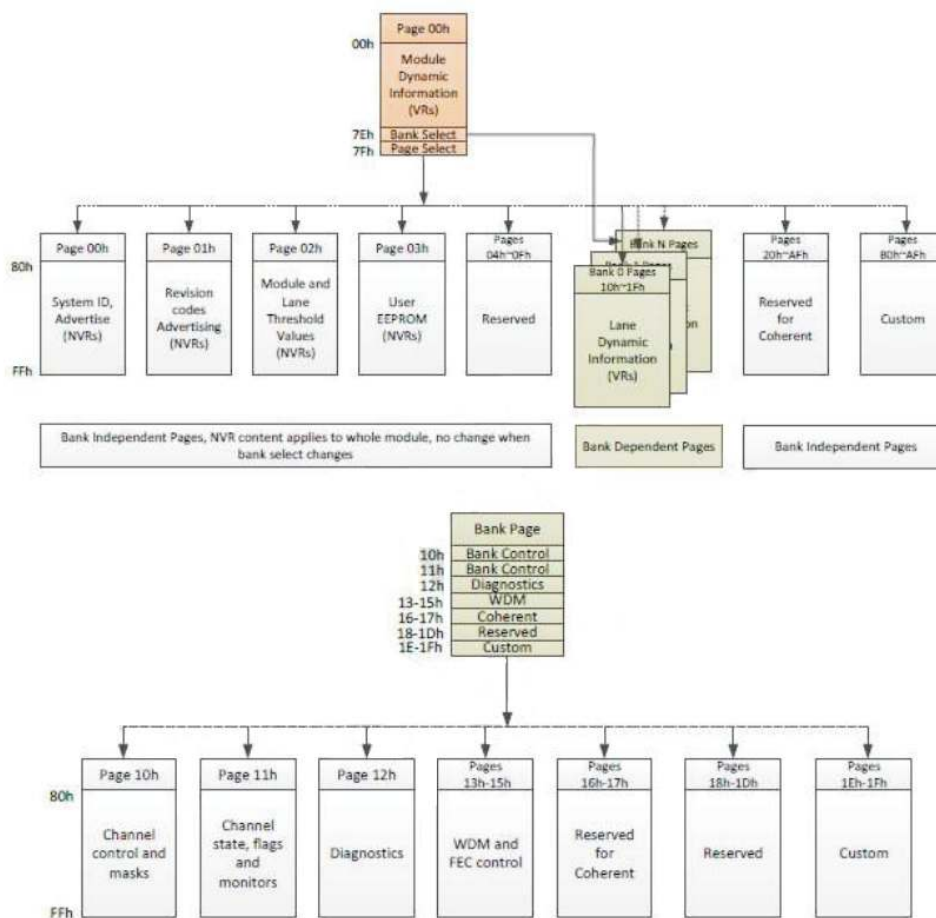 Page 00h
00h
Module
Dynamic
Information
(VRs)
7Eh
Bank Select
7Fh
Page Select
Page 00h
80h
System ID,
Advertise
(NVRs)
FFh
Page 01h
Revision
codes
Advertising
(NVRs)
Page 02h
Module and
Lane
Threshold
Values
(NVRs)
Page 03h
User
EEPROM
(NVRs)
Pages
04h~0Fh
Reserved
Bank N Pages
Bank 0 Pages
10h~1Fh
Lane
Dynamic
Information
(VRs)
Pages
20h~AFh
Reserved
for
Coherent
Pages
B0h~AFh
Custom
Bank Independent Pages, NVR content applies to whole module, no change when
bank select changes
Bank Dependent Pages
Bank Independent Pages
Bank Page
10h
Bank Control
11h
Bank Control
12h
Diagnostics
13-15h
WDM
16-17h
Coherent
18-1Dh
Reserved
1E-1Fh
Custom
Page 10h
80h
Channel
control and
masks
FFh
Page 11h
Channel
state, flags
and
monitors
Page 12h
Diagnostics
Pages
13h-15h
WDM and
FEC control
Pages
16h-17h
Reserved
for
Coherent
Pages
18h-1Dh
Reserved
Pages
1Eh-1Fh
Custom